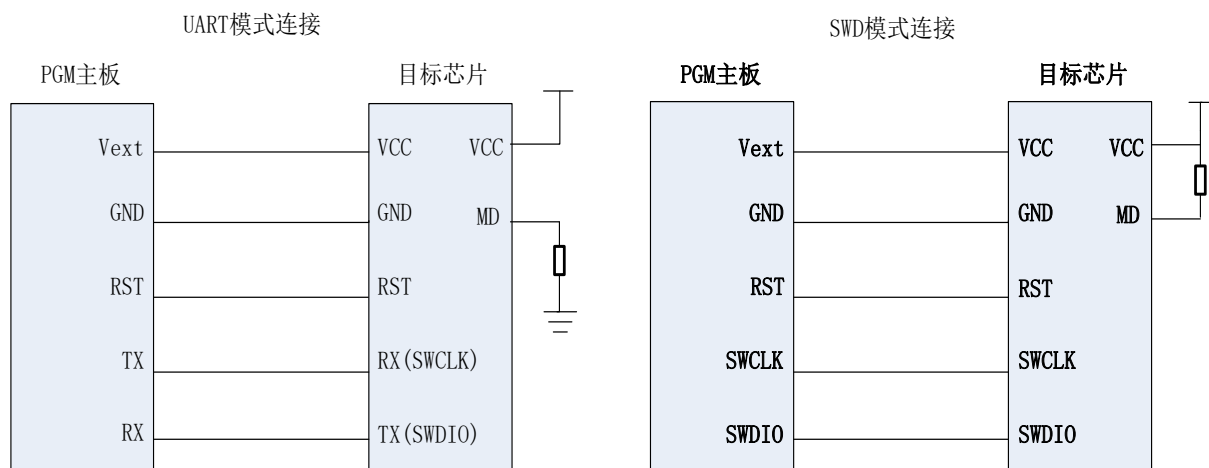 UART模式连接
PGM主板
目标芯片
Vext
VCC
VCC
GND
GND
MD
RST
RST
TX
RX(SWCLK)
RX
TX(SWDIO)
SWD模式连接
PGM主板
目标芯片
Vext
VCC
VCC
GND
GND
MD
RST
RST
SWCLK
SWCLK
SWDIO
SWDIO